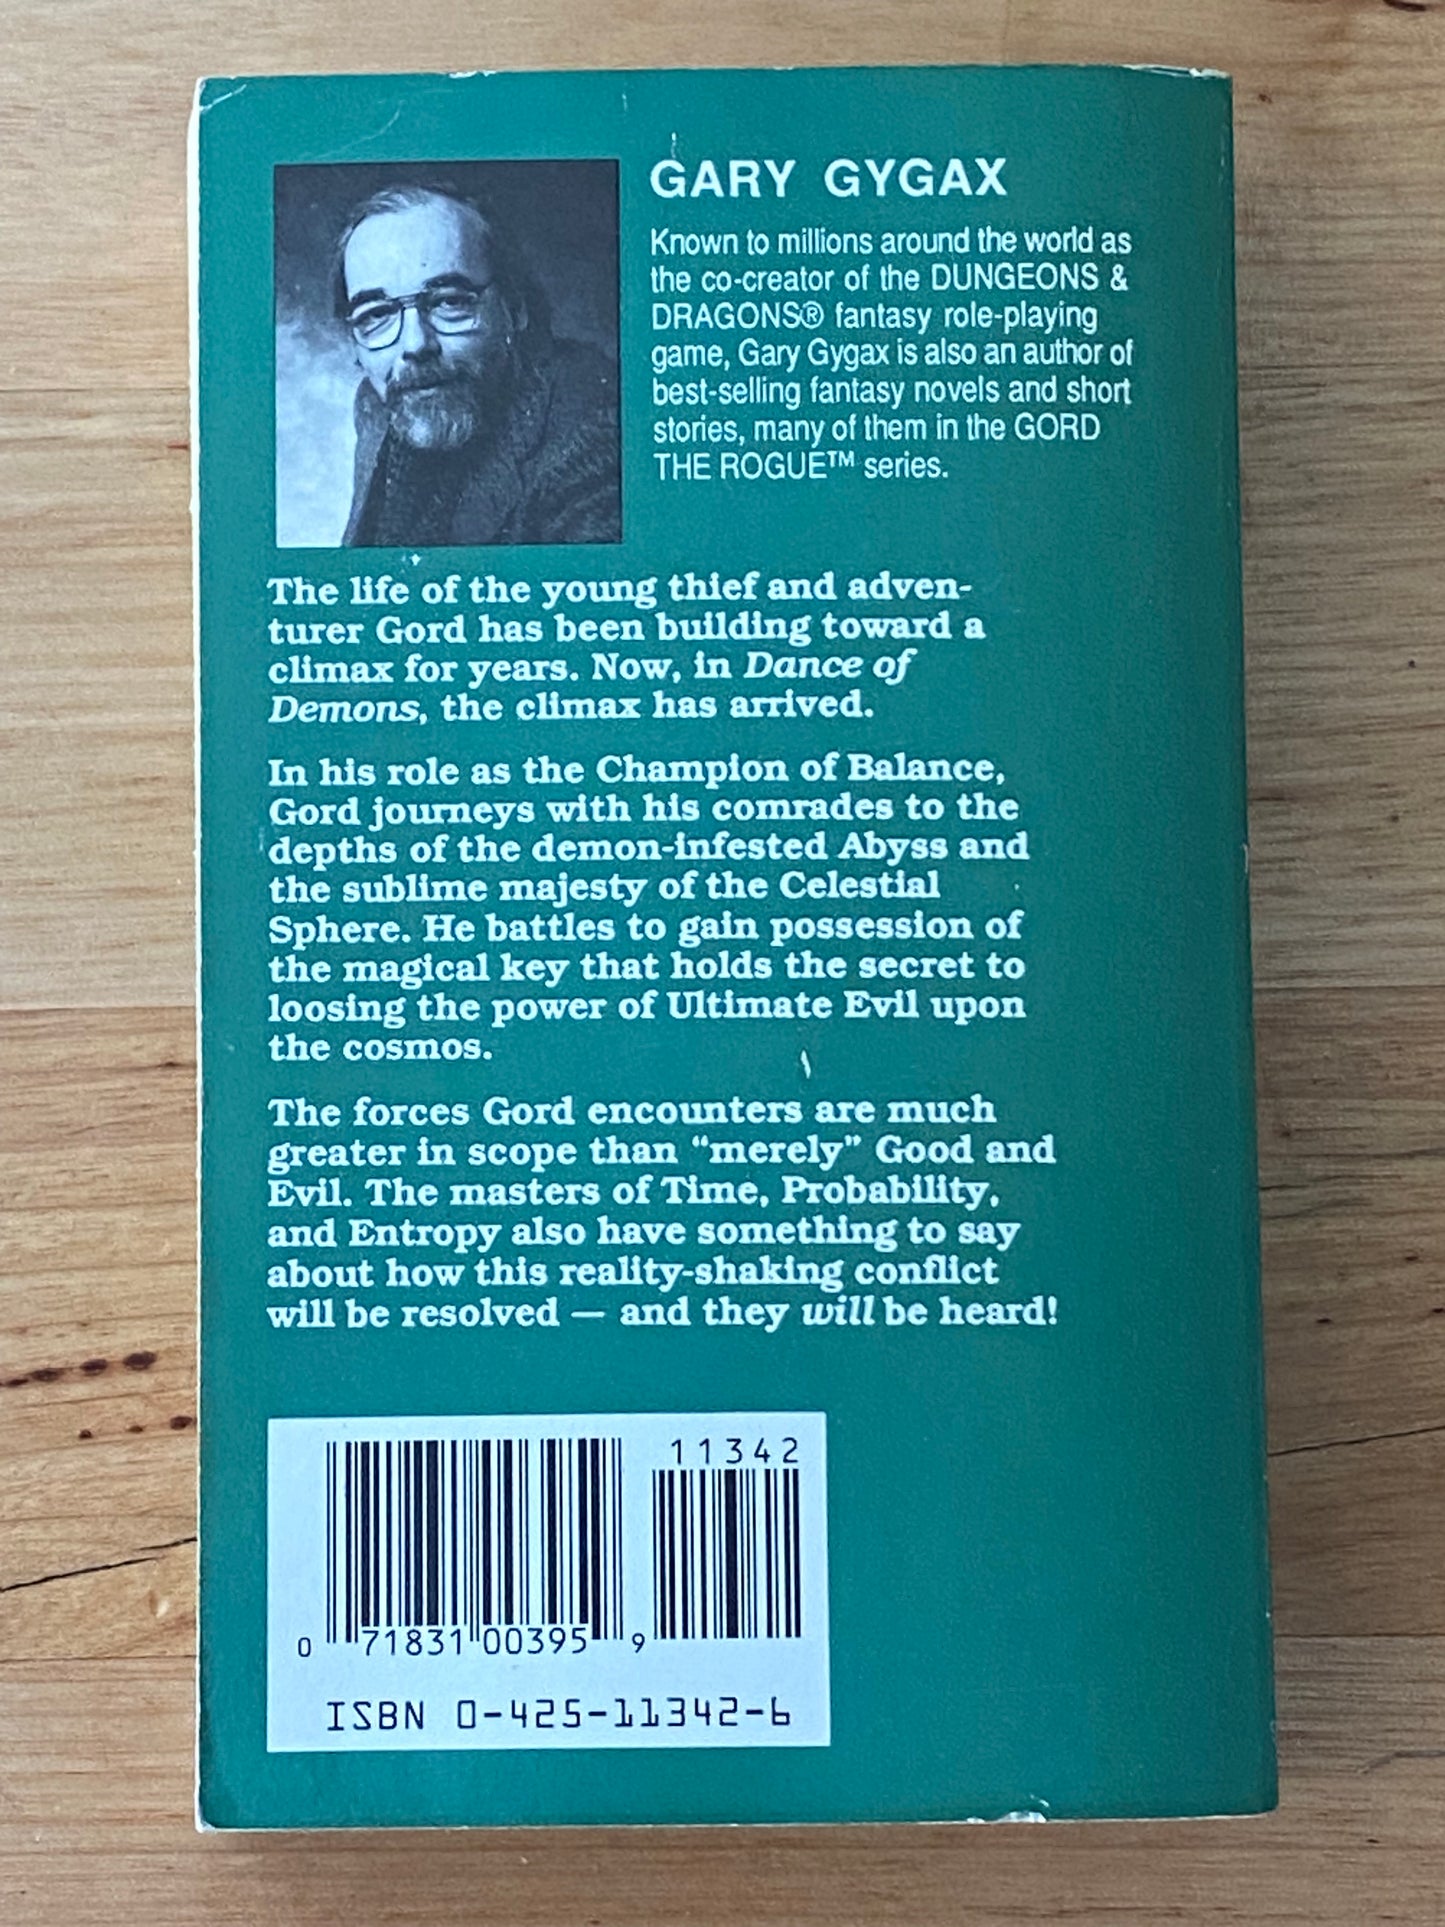 GARY GYGAX
Known to millions around the world as
the co-creator of the DUNGEONS &
DRAGONS® fantasy role-playing
game, Gary Gygax is also an author of
best-selling fantasy novels and short
stories, many of them in the GORD
THE ROGUE™ series.
The life of the young thief and adven-
turer Gord has been building toward a
climax for years. Now, in Dance of
Demons, the climax has arrived.
In his role as the Champion of Balance,
Gord journeys with his comrades to the
depths of the demon-infested Abyss and
the sublime majesty of the Celestial
Sphere. He battles to gain possession of
the magical key that holds the secret to
loosing the power of Ultimate Evil upon
the cosmos.
The forces Gord encounters are much
greater in scope than “merely” Good and
Evil. The masters of Time, Probability,
and Entropy also have something to say
about how this reality-shaking conflict
will be resolved — and they will be heard!
11342
0 71831 00395 9
ISBN 0-425-11342-6